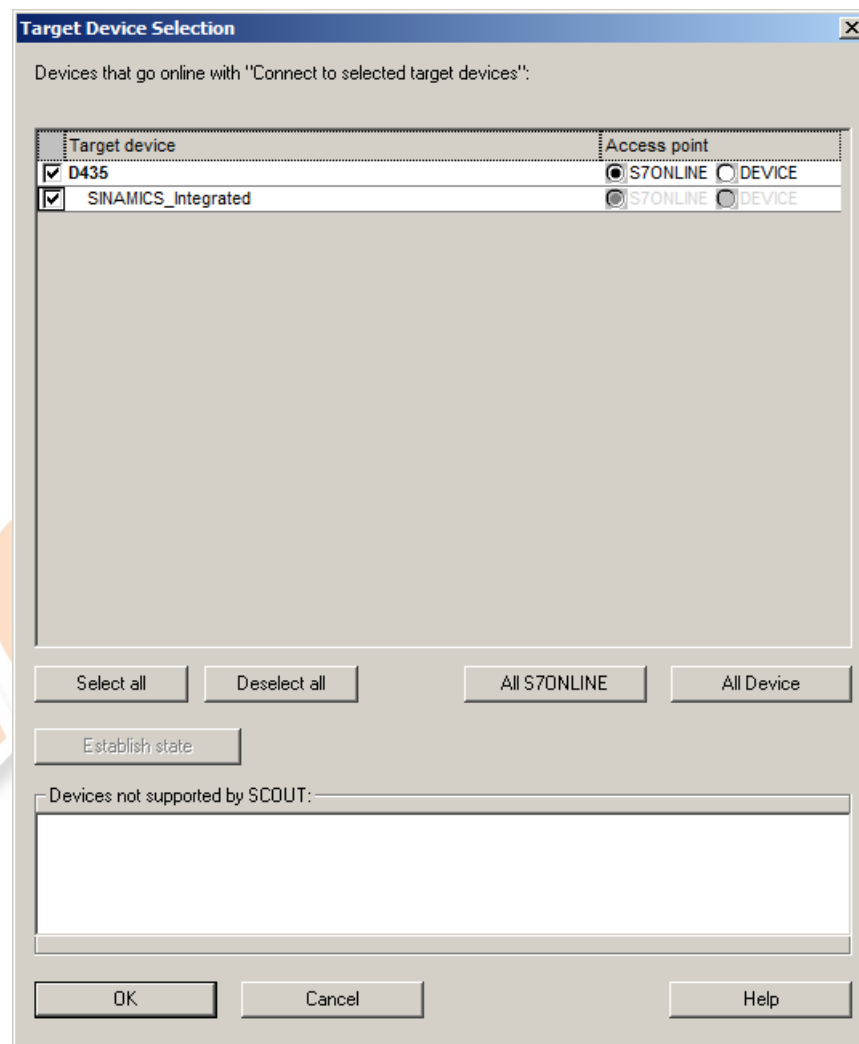 Target Device Selection
Devices that go online with "Connect to selected target devices":
Target device Access point
D435 S7ONLINE DEVICE
SINAMICS_Integrated S7ONLINE DEVICE
Select all Deselect all All S7ONLINE All Device
Establish state
Devices not supported by SCOUT:
OK Cancel Help